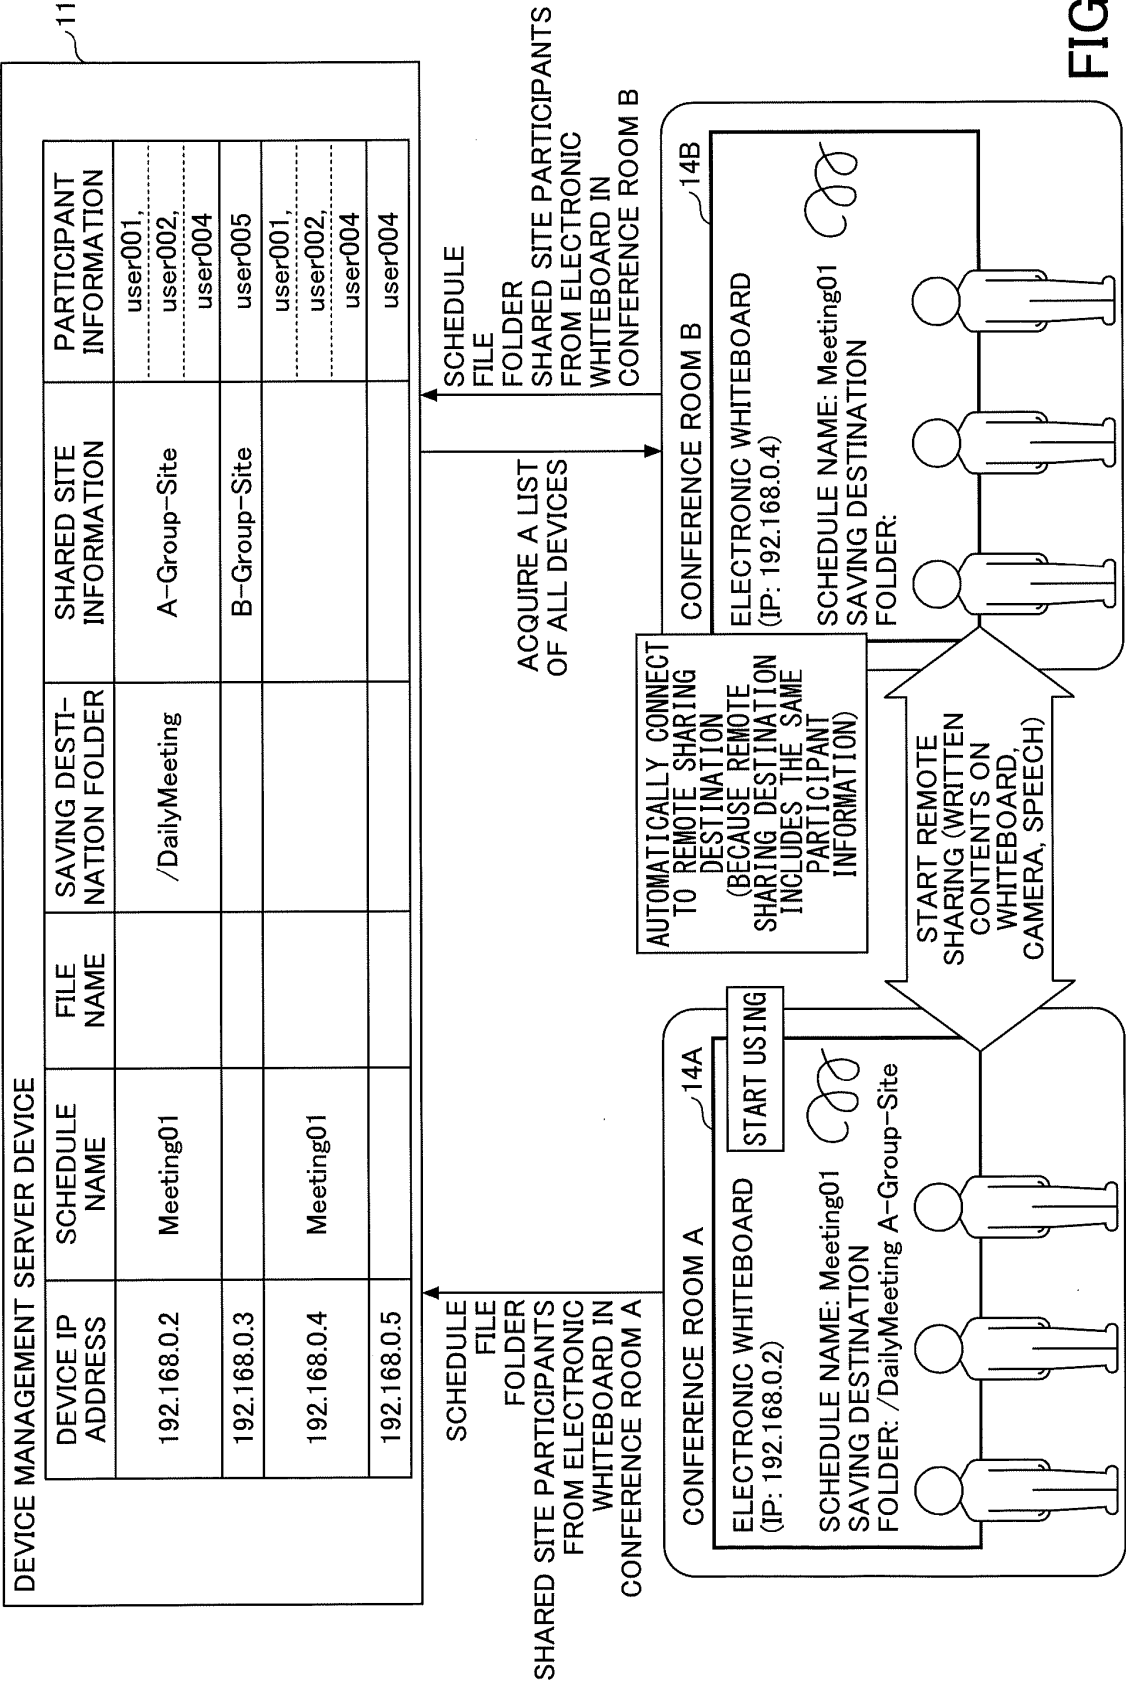 DEVICE MANAGEMENT SERVER DEVICE
11
DEVICE IP
ADDRESS
SCHEDULE
NAME
FILE
NAME
SAVING DESTI-
NATION FOLDER
SHARED SITE
INFORMATION
PARTICIPANT
INFORMATION
192.168.0.2
Meeting01
/DailyMeeting
A-Group-Site
user001,
user002,
user004
192.168.0.3
B-Group-Site
user005
192.168.0.4
Meeting01
user001,
user002,
user004
192.168.0.5
user004
SCHEDULE
FILE
FOLDER
SHARED SITE PARTICIPANTS
FROM ELECTRONIC
WHITEBOARD IN
CONFERENCE ROOM A
ACQUIRE A LIST
OF ALL DEVICES
SCHEDULE
FILE
FOLDER
SHARED SITE PARTICIPANTS
FROM ELECTRONIC
WHITEBOARD IN
CONFERENCE ROOM B
CONFERENCE ROOM A
14A
START USING
ELECTRONIC WHITEBOARD
(IP: 192.168.0.2)
SCHEDULE NAME: Meeting01
SAVING DESTINATION
FOLDER: /DailyMeeting A-Group-Site
AUTOMATICALLY CONNECT
TO REMOTE SHARING
DESTINATION
(BECAUSE REMOTE
SHARING DESTINATION
INCLUDES THE SAME
PARTICIPANT
INFORMATION)
START REMOTE
SHARING (WRITTEN
CONTENTS ON
WHITEBOARD,
CAMERA, SPEECH)
CONFERENCE ROOM B
14B
ELECTRONIC WHITEBOARD
(IP: 192.168.0.4)
SCHEDULE NAME: Meeting01
SAVING DESTINATION
FOLDER:
FIG